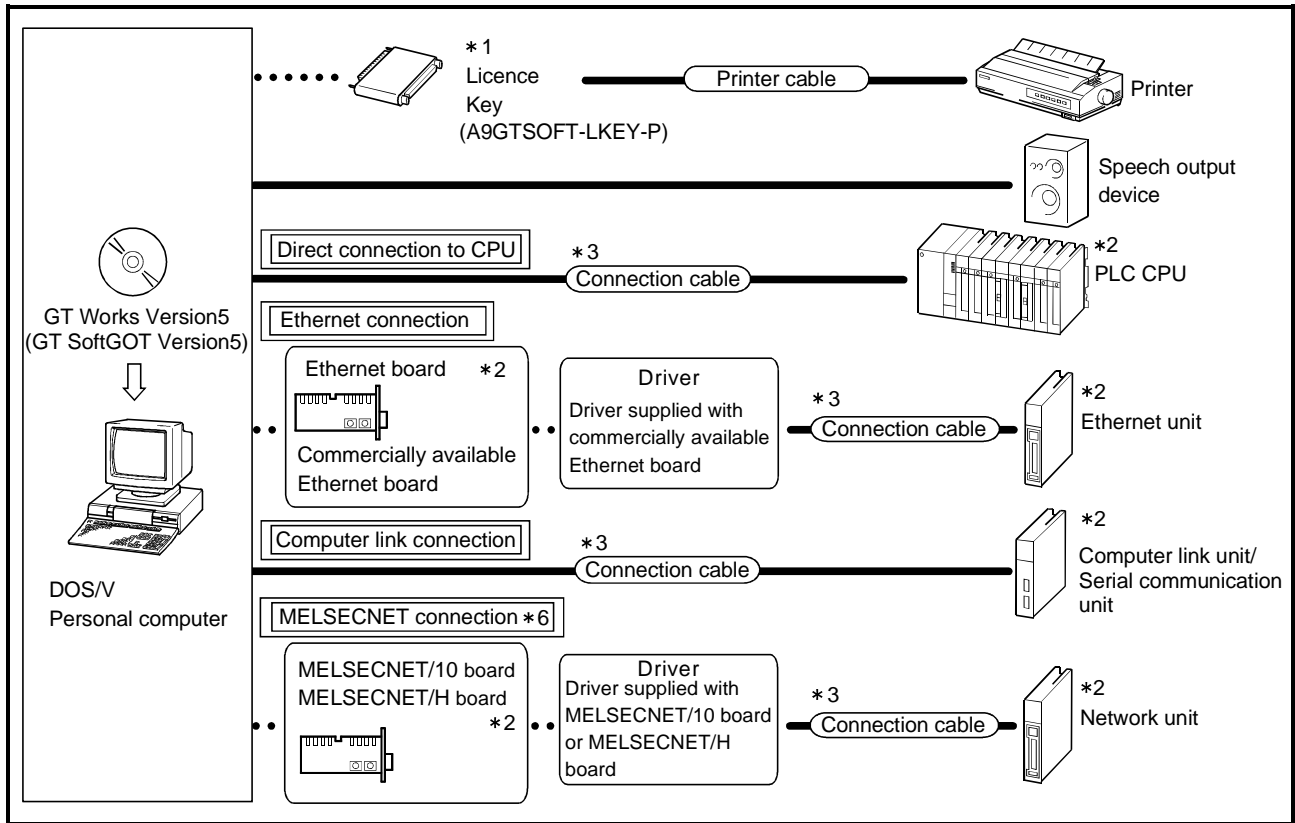 *1
Licence
Key
(A9GTSOFT-LKEY-P)
Printer cable
Printer
Speech output
device
Direct connection to CPU
*3
Connection cable
*2
PLC CPU
GT Works Version5
(GT SoftGOT Version5)
Ethernet connection
Ethernet board *2
Commercially available
Ethernet board
Driver
Driver supplied with
commercially available
Ethernet board
*3
Connection cable
*2
Ethernet unit
DOS/V
Personal computer
Computer link connection
*3
Connection cable
*2
Computer link unit/
Serial communication
unit
MELSECNET connection *6
MELSECNET/10 board
MELSECNET/H board
*2
Driver
Driver supplied with
MELSECNET/10 board
or MELSECNET/H
board
*3
Connection cable
*2
Network unit